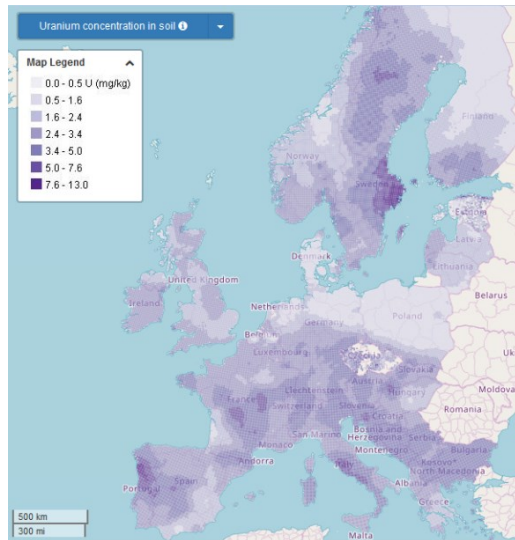 Uranium concentration in soil
Map Legend
0.0 - 0.5 U (mg/kg)
0.5 - 1.6
1.6 - 2.4
2.4 - 3.4
3.4 - 5.0
5.0 - 7.6
7.6 - 13.0
Finland
Norway
Sweden
Estonia
Latvia
Denmark
Lithuania
United Kingdom
Ireland
Belarus
Netherlands
Poland
Germany
Belgium
Luxembourg
Czechia
Uk
Slovakia
Austria
Moldova
France
Liechtenstein
Hungary
Switzerland
Slovenia
Romania
Croatia
Bosnia and
Herzegovina
San Marino
Serbia
Monaco
Montenegro
Bulgaria
Andorra
Kosovo*
Italy
North Macedonia
Portugal
Spain
Albania
Greece
500 km
300 mi
Malta